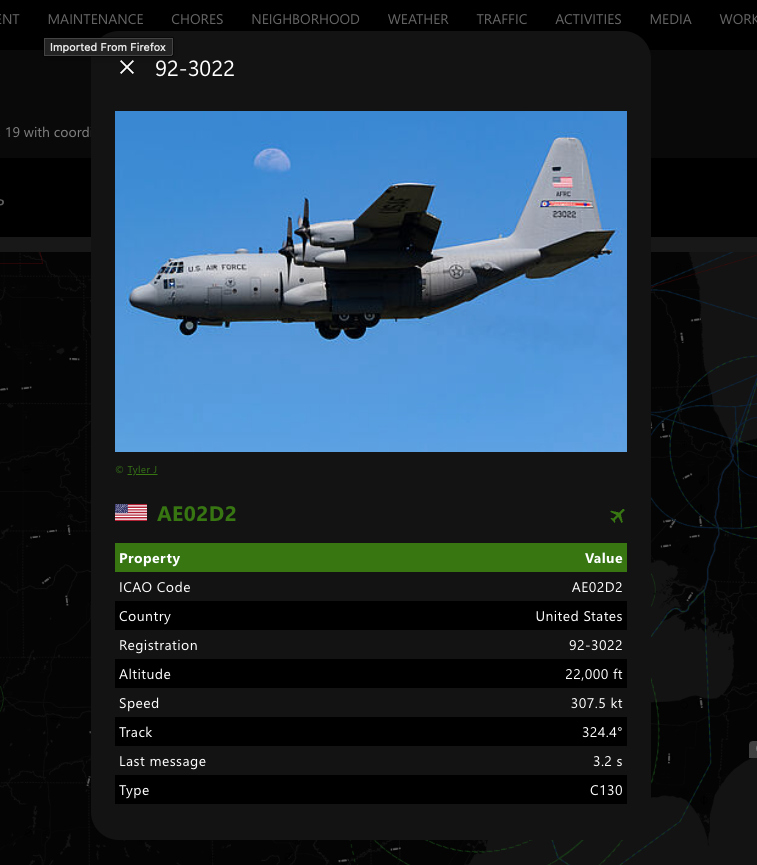 MAINTENANCE CHORES NEIGHBORHOOD WEATHER TRAFFIC ACTIVITIES MEDIA
Imported From Firefox
92-3022
19 with coord
AFRC
23022
U.S. AIR FORCE
© Tyler J
AE02D2
Property Value
ICAO Code AE02D2
Country United States
Registration 92-3022
Altitude 22,000 ft
Speed 307.5 kt
Track 324.4°
Last message 3.2 s
Type C130